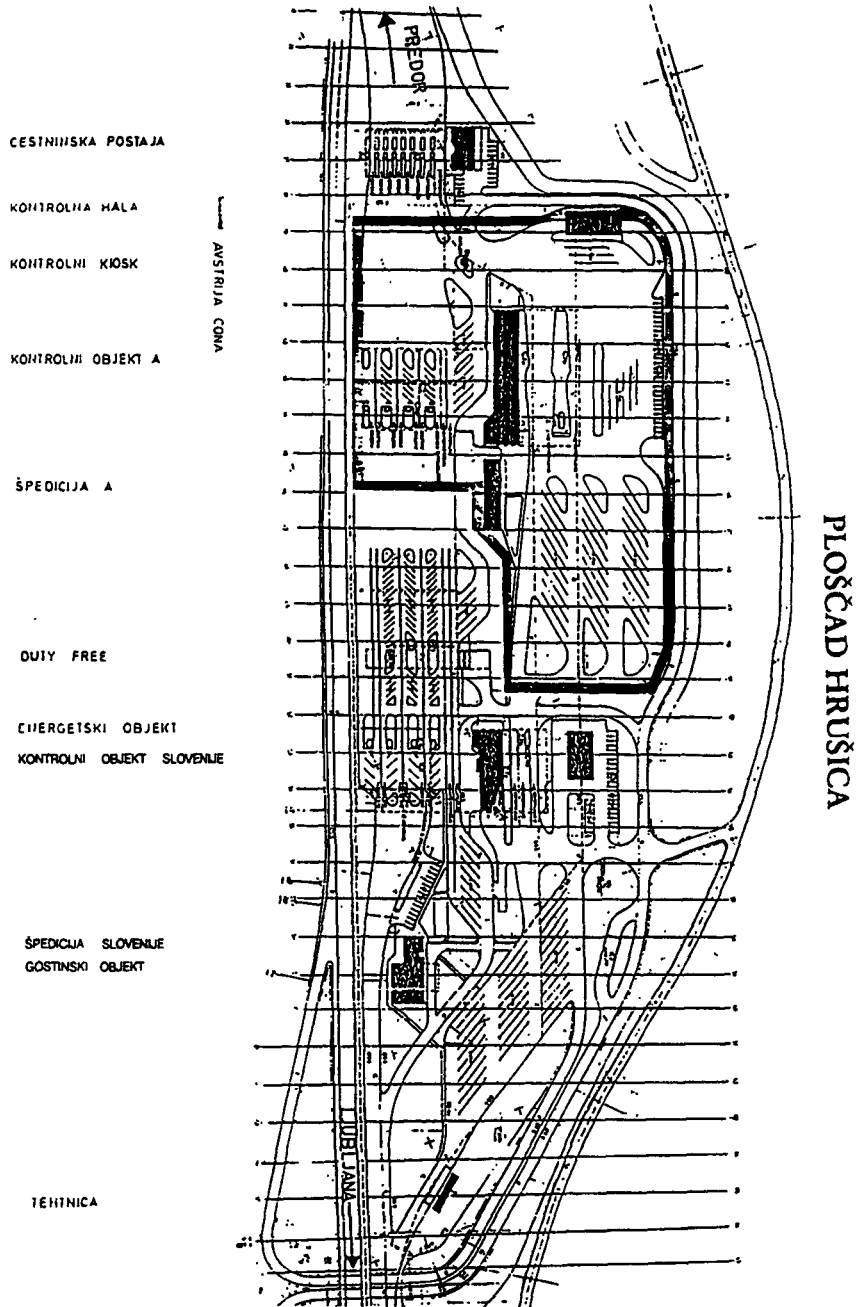 PREDOR
CESTNINSKA POSTAJA
KONTROLNA HALA
KONTROLNI KIOSK
AVSTRIJA CONA
KONTROLNI OBJEKT A
ŠPEDICIJA A
PLOŠČAD HRUŠICA
DUTY FREE
ENERGETSKI OBJEKT
KONTROLNI OBJEKT SLOVENIJE
ŠPEDICIJA SLOVENIJE
GOSTINSKI OBJEKT
LJUBLJANA
TEHTNICA